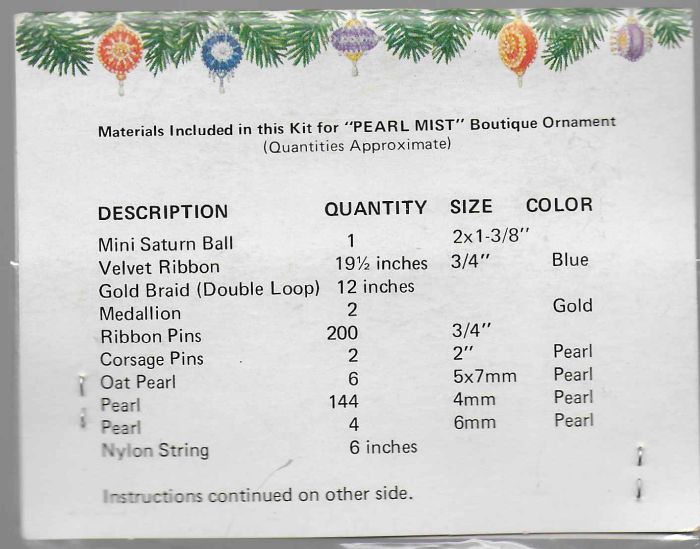 Materials Included in this Kit for "PEARL MIST" Boutique Ornament
(Quantities Approximate)
DESCRIPTION QUANTITY SIZE COLOR
Mini Saturn Ball 1 2x1-3/8"
Velvet Ribbon 19½ inches 3/4" Blue
Gold Braid (Double Loop) 12 inches
Medallion 2 Gold
Ribbon Pins 200 3/4"
Corsage Pins 2 2" Pearl
Oat Pearl 6 5x7mm Pearl
Pearl 144 4mm Pearl
Pearl 4 6mm Pearl
Nylon String 6 inches
Instructions continued on other side.